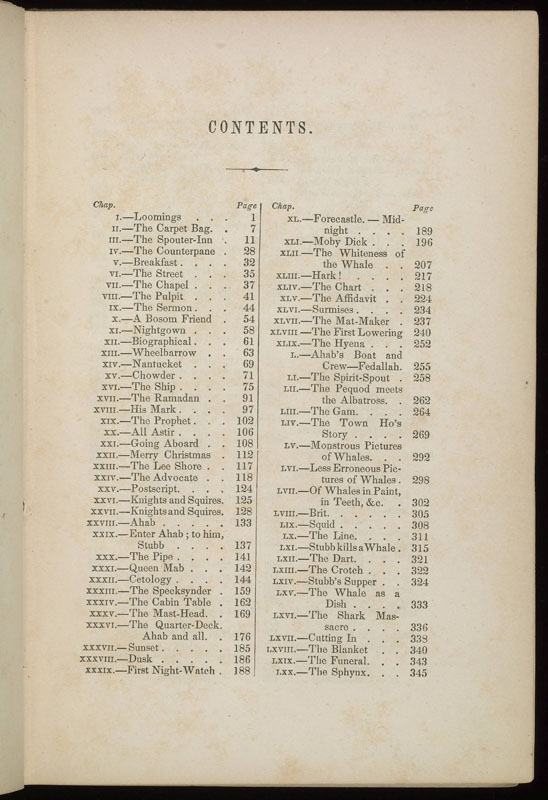 CONTENTS.
Chap. Page
I.—Loomings . . . 1
II.—The Carpet Bag. . 7
III.—The Spouter-Inn . 11
IV.—The Counterpane . 28
V.—Breakfast . . . . 32
VI.—The Street . . . 35
VII.—The Chapel . . . 37
VIII.—The Pulpit . . . 41
IX.—The Sermon . . . 44
X.—A Bosom Friend . 54
XI.—Nightgown . . . 58
XII.—Biographical . . . 61
XIII.—Wheelbarrow . . 63
XIV.—Nantucket . . . 69
XV.—Chowder . . . . 71
XVI.—The Ship . . . . 75
XVII.—The Ramadan . . 91
XVIII.—His Mark . . . . 97
XIX.—The Prophet . . . 102
XX.—All Astir . . . . 106
XXI.—Going Aboard . . 108
XXII.—Merry Christmas . 112
XXIII.—The Lee Shore . . 117
XXIV.—The Advocate . . 118
XXV.—Postscript. . . . 124
XXVI.—Knights and Squires. 125
XXVII.—Knights and Squires. 128
XXVIII.—Ahab . . . . . 133
XXIX.—Enter Ahab; to him,
Stubb . . . . 137
XXX.—The Pipe . . . . 141
XXXI.—Queen Mab . . . 142
XXXII.—Cetology . . . . 144
XXXIII.—The Specksynder . 159
XXXIV.—The Cabin Table . 162
XXXV.—The Mast-Head. . 169
XXXVI.—The Quarter-Deck.
Ahab and all. . 176
XXXVII.—Sunset . . . . . 185
XXXVIII.—Dusk . . . . . 186
XXXIX.—First Night-Watch . 188
Chap. Page
XL.—Forecastle.—Mid-
night . . . . 189
XLI.—Moby Dick . . . 196
XLII—The Whiteness of
the Whale . . 207
XLIII.—Hark! . . . . 217
XLIV.—The Chart . . . 218
XLV.—The Affidavit . . 224
XLVI.—Surmises . . . . 234
XLVII.—The Mat-Maker . 237
XLVIII—The First Lowering 240
XLIX.—The Hyena . . . 252
L.—Ahab's Boat and
Crew—Fedallah. 255
LI.—The Spirit-Spout . 258
LII.—The Pequod meets
the Albatross. . 262
LIII.—The Gam. . . . 264
LIV.—The Town Ho's
Story . . . . 269
LV.—Monstrous Pictures
of Whales. . . 292
LVI.—Less Erroneous Pic-
tures of Whales . 298
LVII.—Of Whales in Paint,
in Teeth, &c. . 302
LVIII.—Brit. . . . . . 305
LIX.—Squid . . . . . 308
LX.—The Line. . . . 311
LXI.—Stubb kills a Whale . 315
LXII.—The Dart. . . . 321
LXIII.—The Crotch . . . 322
LXIV.—Stubb's Supper . . 324
LXV.—The Whale as a
Dish . . . . 333
LXVI.—The Shark Mas-
sacre . . . . 336
LXVII.—Cutting In . . . 338
LXVIII.—The Blanket . . 340
LXIX.—The Funeral. . . 343
LXX.—The Sphynx. . . 345